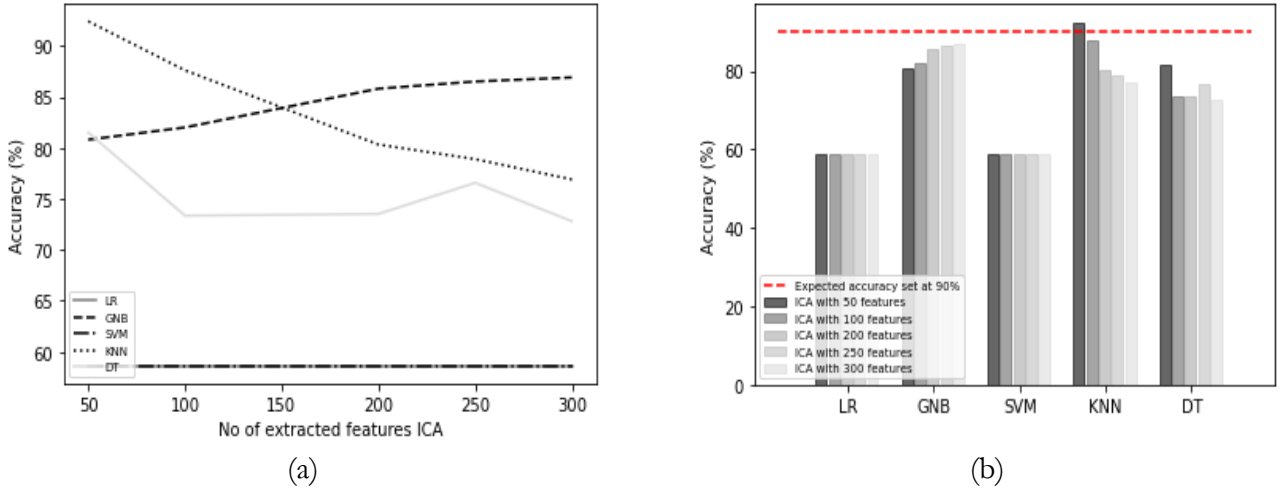 90
85
80
75
70
65
60
Accuracy (%)
LR
GNB
SVM
KNN
DT
50 100 150 200 250 300
No of extracted features ICA
(a)
80
60
40
20
0
Accuracy (%)
Expected accuracy set at 90%
ICA with 50 features
ICA with 100 features
ICA with 200 features
ICA with 250 features
ICA with 300 features
LR GNB SVM KNN DT
(b)